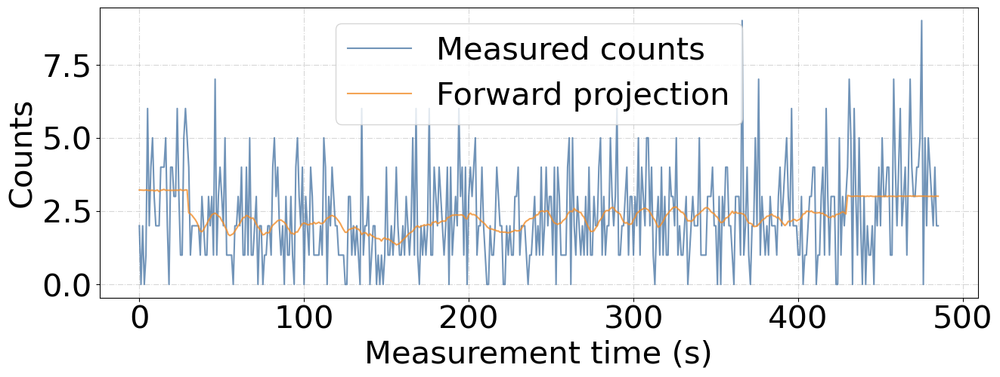 Measured counts
Forward projection
Counts
7.5
5.0
2.5
0.0
0 100 200 300 400 500
Measurement time (s)